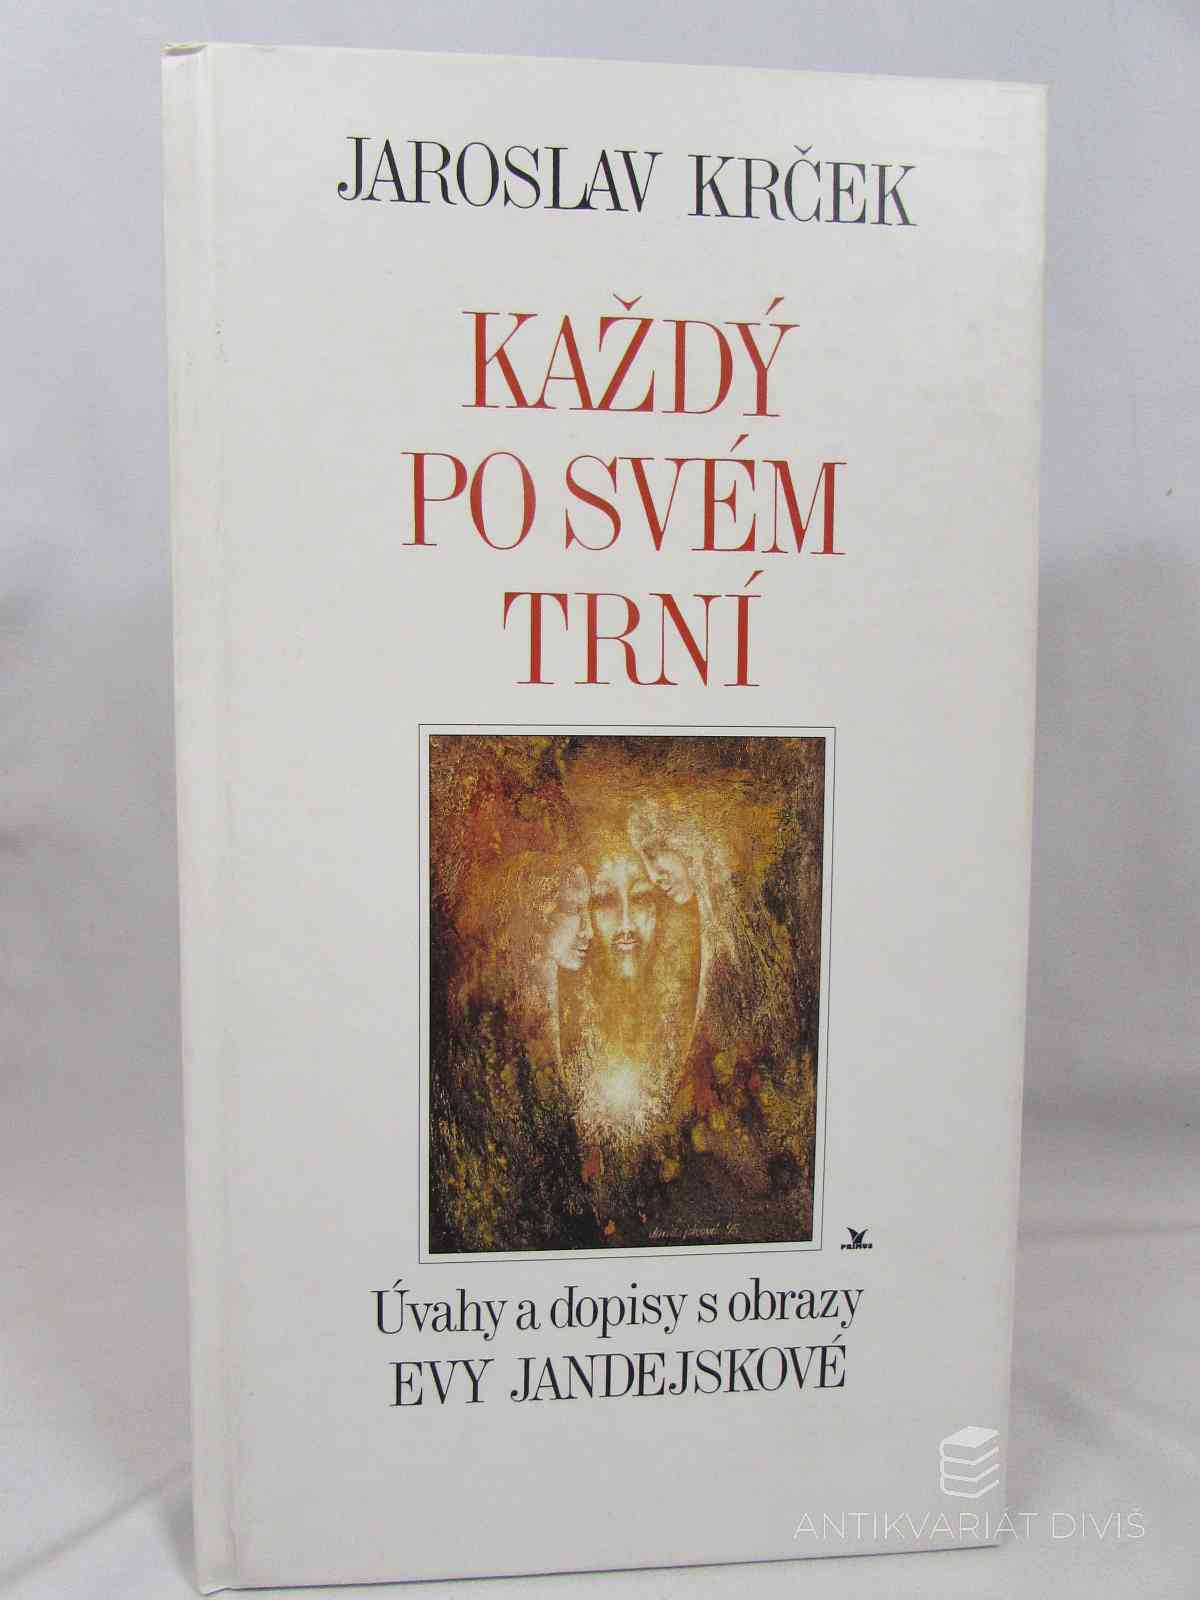 JAROSLAV KRČEK
KAŽDÝ
PO SVÉM
TRNÍ
PRIMUS
Úvahy a dopisy s obrazy
EVY JANDEJSKOVÉ
ANTIKVARIÁT DIVIŠ